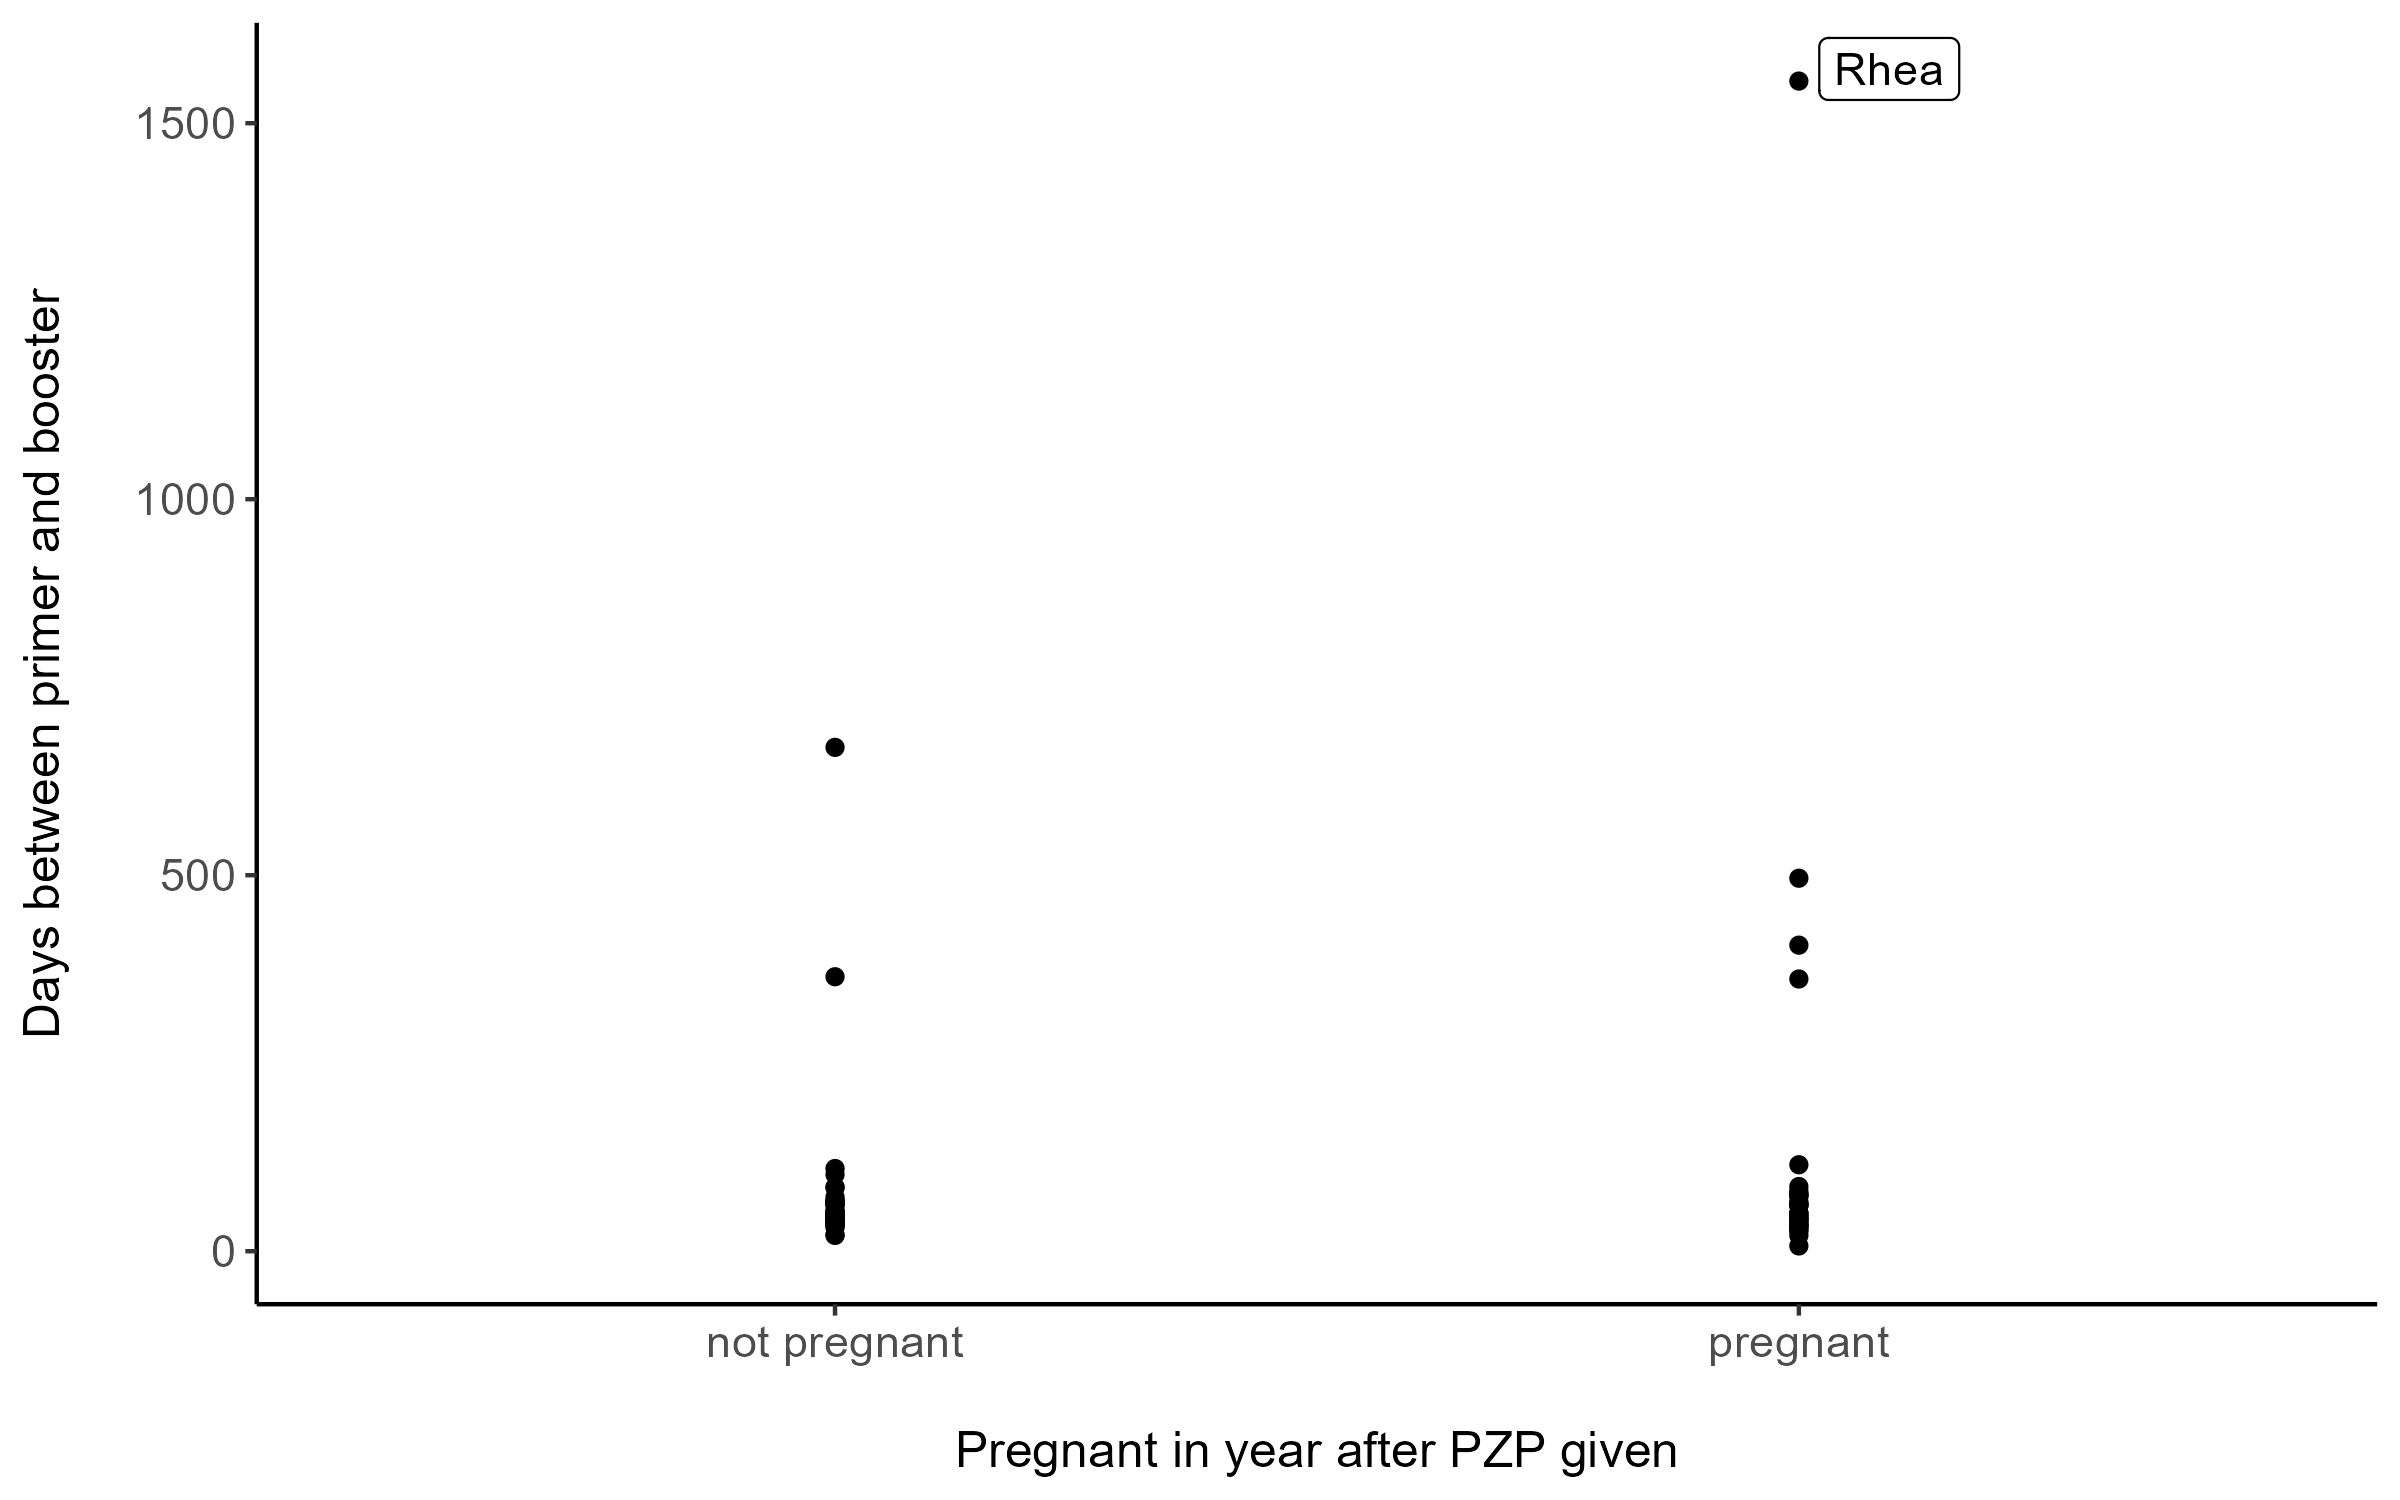 Rhea
1500
1000
500
0
Days between primer and booster
not pregnant
pregnant
Pregnant in year after PZP given